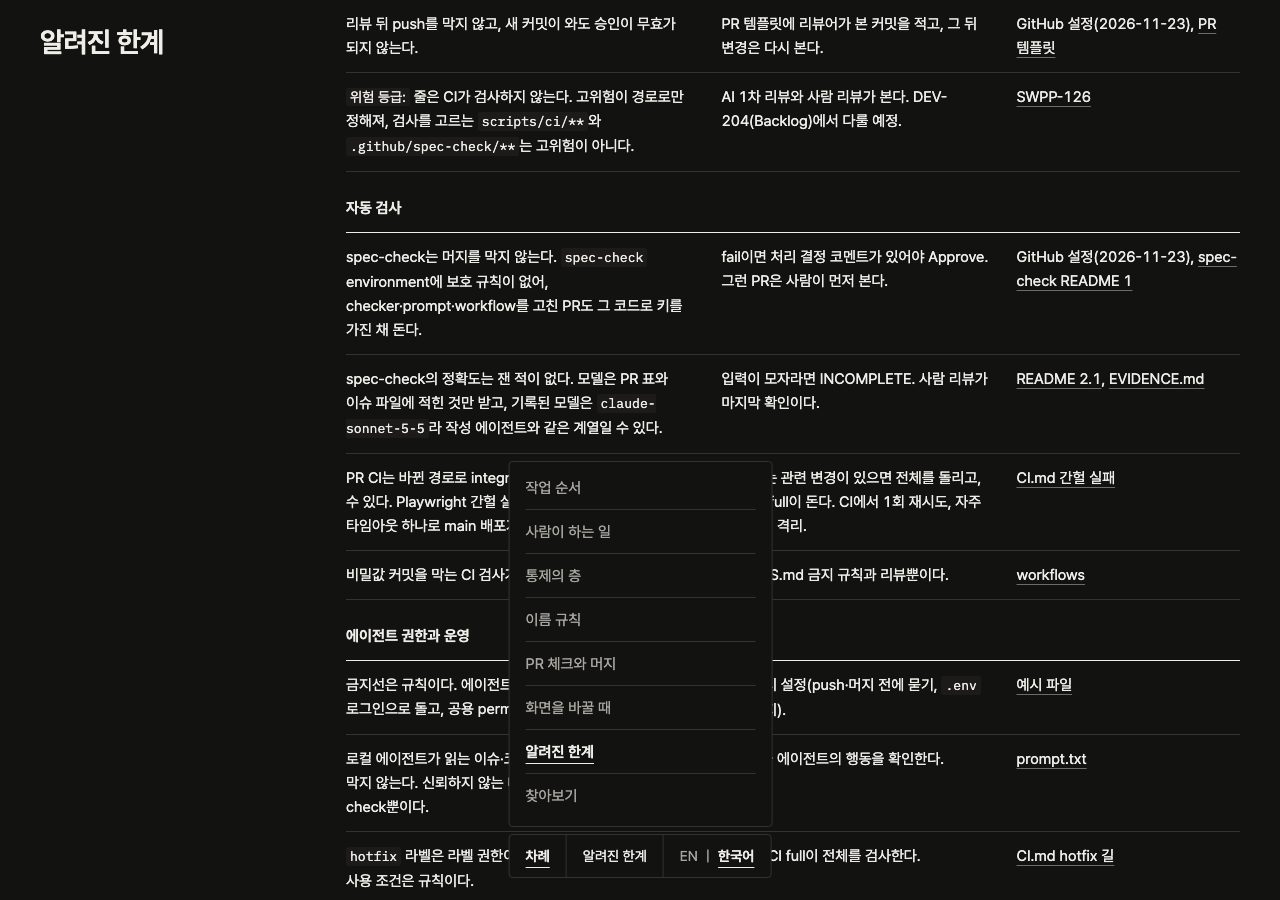 알려진 한계
리뷰 뒤 push를 막지 않고, 새 커밋이 와도 승인이 무효가
되지 않는다.
PR 템플릿에 리뷰어가 본 커밋을 적고, 그 뒤
변경은 다시 본다.
GitHub 설정(2026-11-23), PR
템플릿
위험 등급: 줄은 CI가 검사하지 않는다. 고위험이 경로로만
정해져, 검사를 고르는 scripts/ci/** 와
.github/spec-check/** 는 고위험이 아니다.
AI 1차 리뷰와 사람 리뷰가 본다. DEV-
204(Backlog)에서 다룰 예정.
SWPP-126
자동 검사
spec-check는 머지를 막지 않는다. spec-check
environment에 보호 규칙이 없어,
checker·prompt·workflow를 고친 PR도 그 코드로 키를
가진 채 돈다.
fail이면 처리 결정 코멘트가 있어야 Approve.
그런 PR은 사람이 먼저 본다.
GitHub 설정(2026-11-23), spec-
check README 1
spec-check의 정확도는 잰 적이 없다. 모델은 PR 표와
이슈 파일에 적힌 것만 받고, 기록된 모델은 claude-
sonnet-5-5 라 작성 에이전트와 같은 계열일 수 있다.
입력이 모자라면 INCOMPLETE. 사람 리뷰가
마지막 확인이다.
README 2.1, EVIDENCE.md
PR CI는 바뀐 경로로
수 있다. Playwright 간헐
타임아웃 하나로 main
관련 변경이 있으면 전체를 돌리고,
full이 돈다. CI에서 1회 재시도, 자주
격리.
CI.md 간헐 실패
비밀값 커밋을 막는 CI
금지 규칙과 리뷰뿐이다.
workflows
에이전트 권한과 운영
금지선은 규칙이다.
로그인으로 돌고, 공용
설정(push·머지 전에 묻기, .env
예시 파일
로컬 에이전트가 읽는
막지 않는다. 신뢰하지 않는
check뿐이다.
에이전트의 행동을 확인한다.
prompt.txt
hotfix 라벨은 라벨
사용 조건은 규칙이다.
CI full이 전체를 검사한다.
CI.md hotfix 길
작업 순서
사람이 하는 일
통제의 층
이름 규칙
PR 체크와 머지
화면을 바꿀 때
알려진 한계
찾아보기
차례
알려진 한계
EN | 한국어